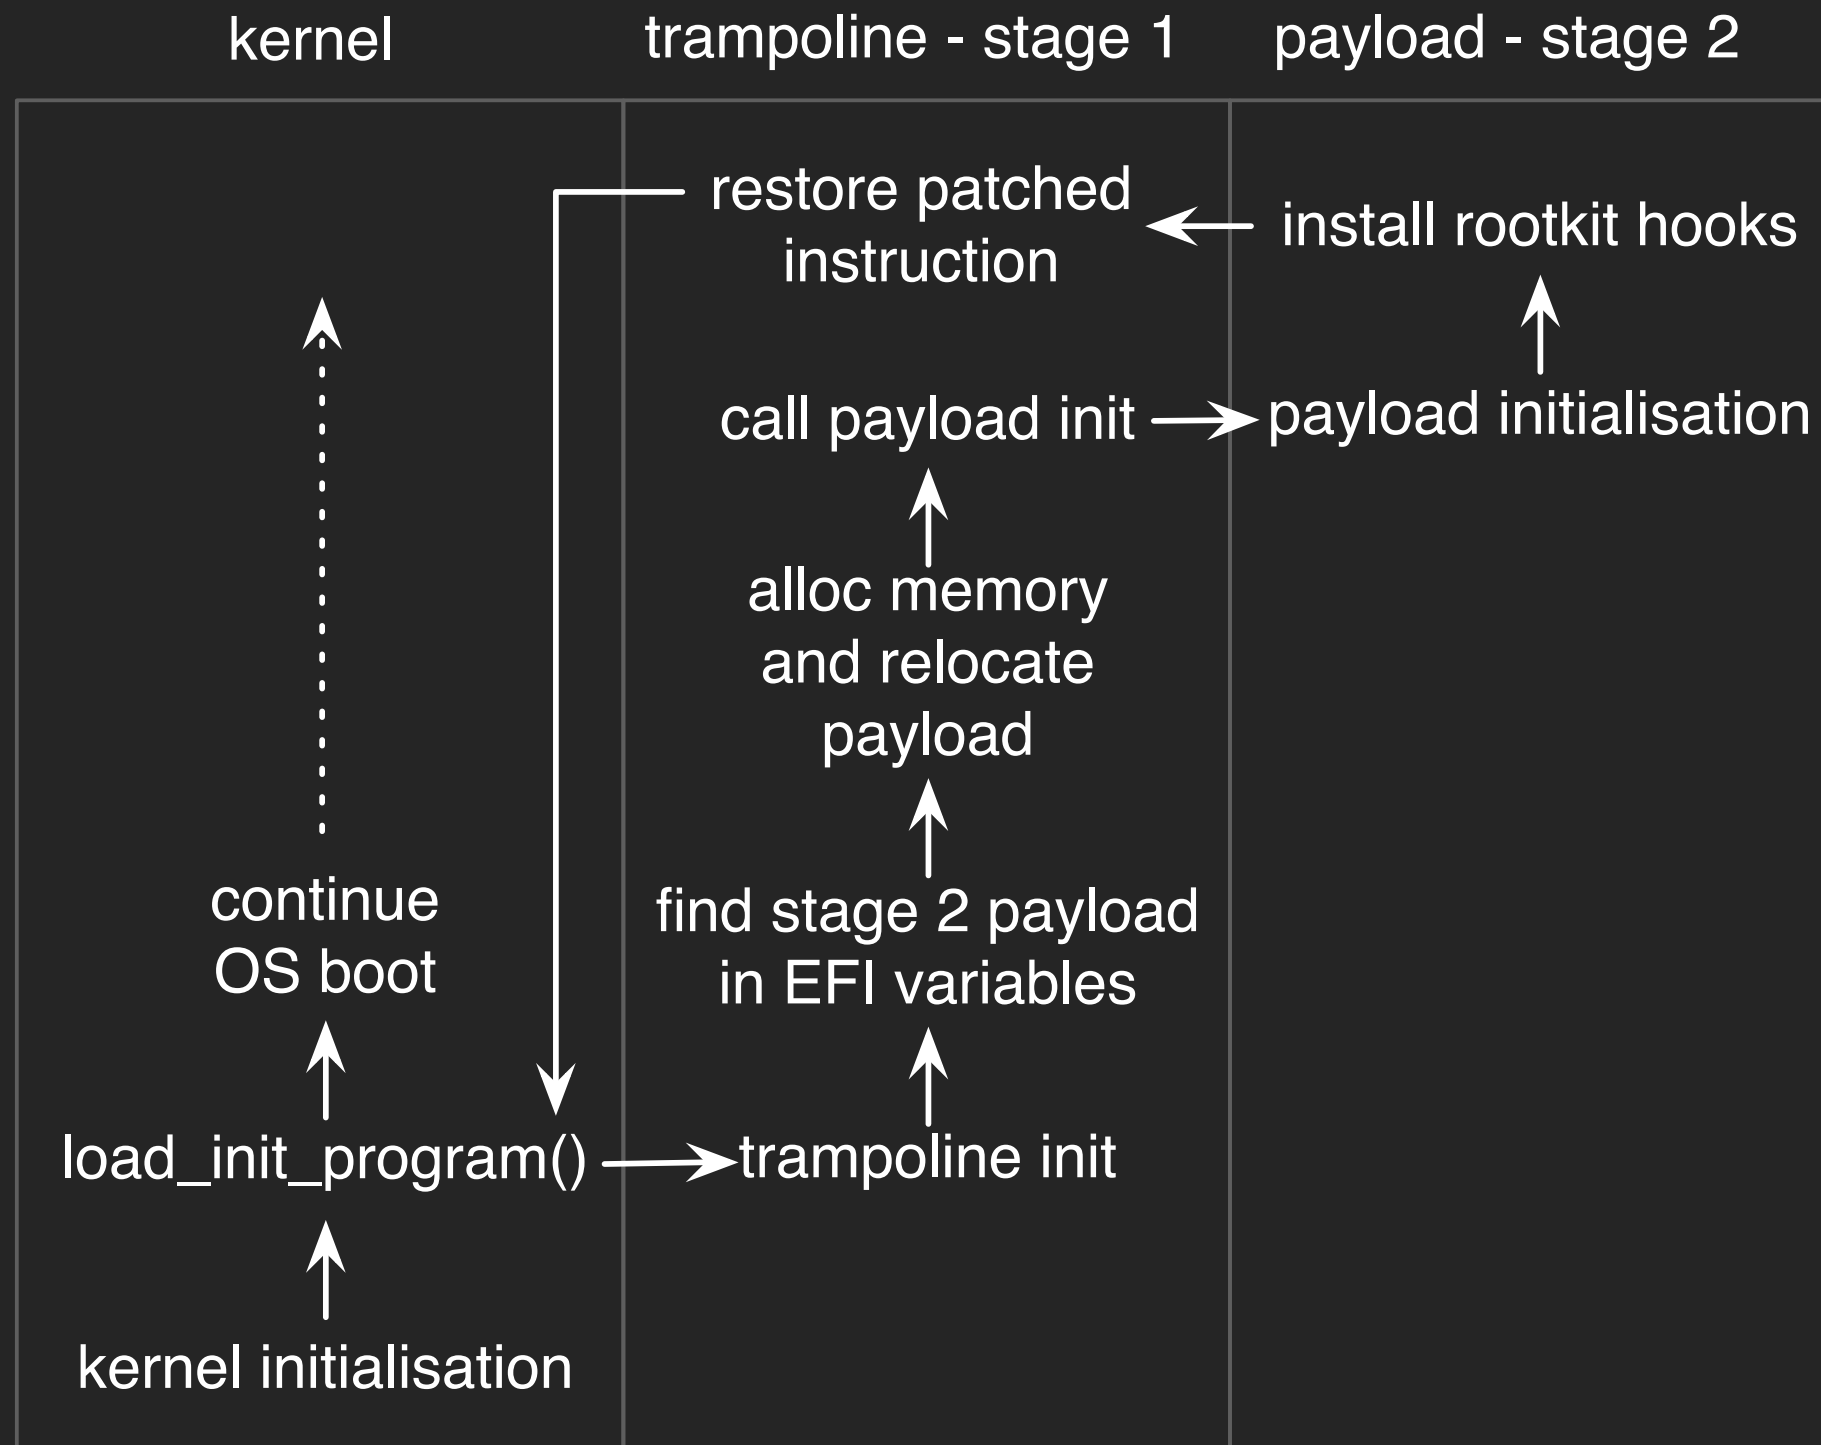 kernel
trampoline - stage 1
payload - stage 2
restore patched
instruction
install rootkit hooks
call payload init
payload initialisation
alloc memory
and relocate
payload
continue
OS boot
find stage 2 payload
in EFI variables
load_init_program()
trampoline init
kernel initialisation